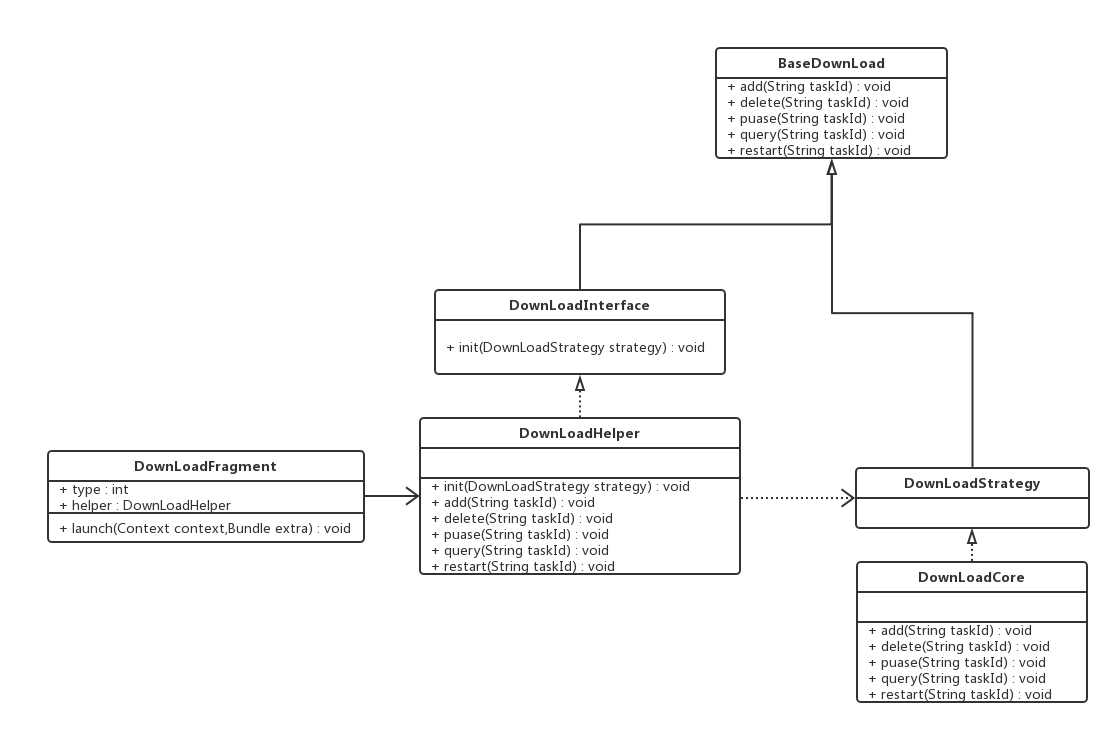 BaseDownLoad
+ add(String taskId) : void
+ delete(String taskId) : void
+ puase(String taskId) : void
+ query(String taskId) : void
+ restart(String taskId) : void
DownLoadInterface
+ init(DownLoadStrategy strategy) : void
DownLoadHelper
+ init(DownLoadStrategy strategy) : void
+ add(String taskId) : void
+ delete(String taskId) : void
+ puase(String taskId) : void
+ query(String taskId) : void
+ restart(String taskId) : void
DownLoadFragment
+ type : int
+ helper : DownLoadHelper
+ launch(Context context,Bundle extra) : void
DownLoadStrategy
DownLoadCore
+ add(String taskId) : void
+ delete(String taskId) : void
+ puase(String taskId) : void
+ query(String taskId) : void
+ restart(String taskId) : void